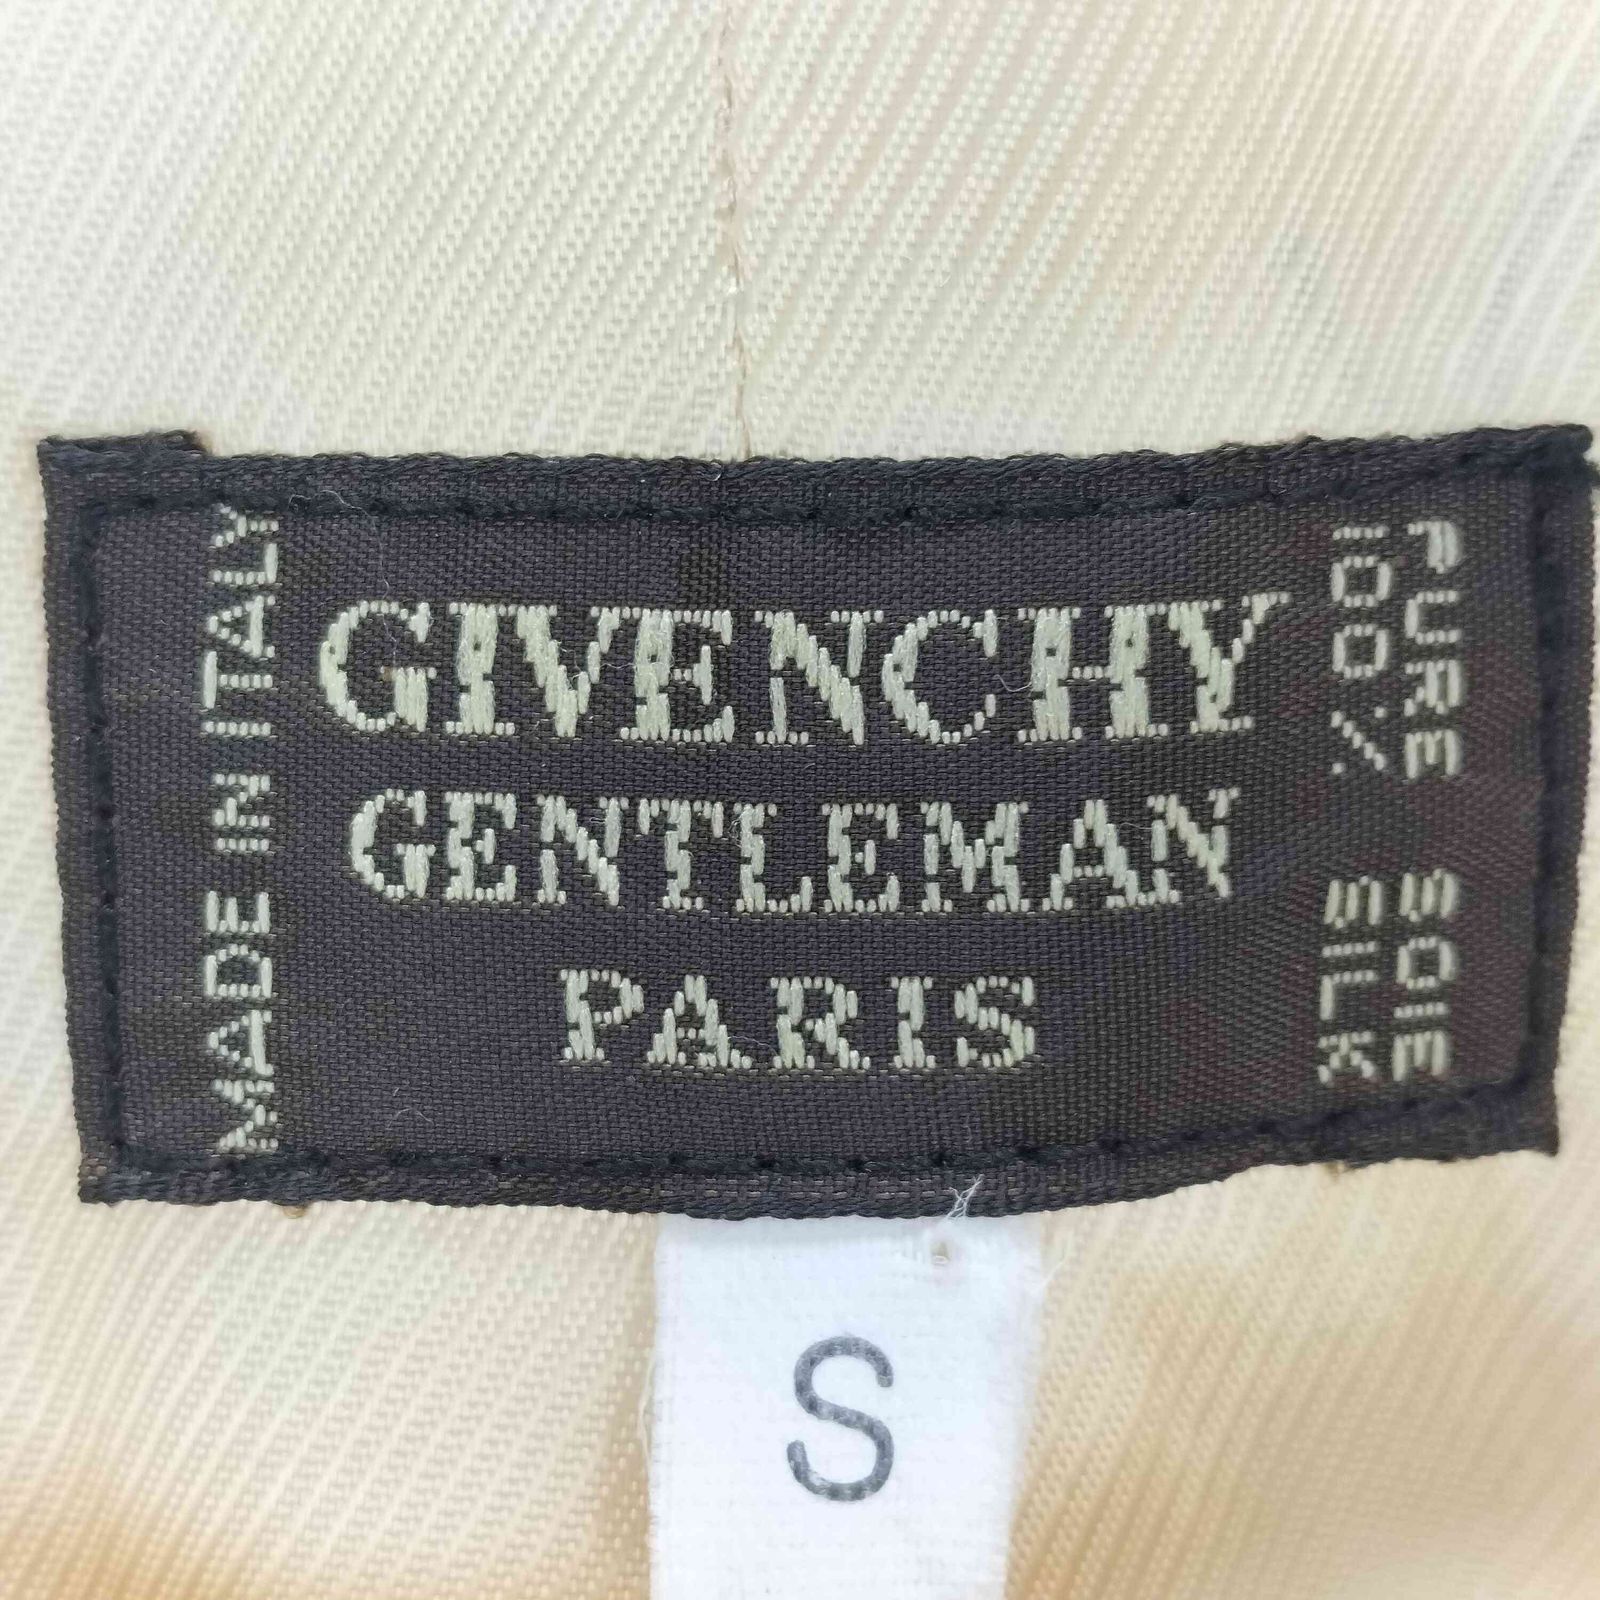 MADE IN ITALY
GIVENCHY
GENTLEMAN
PARIS
PURE SOIE
100% SILK
S